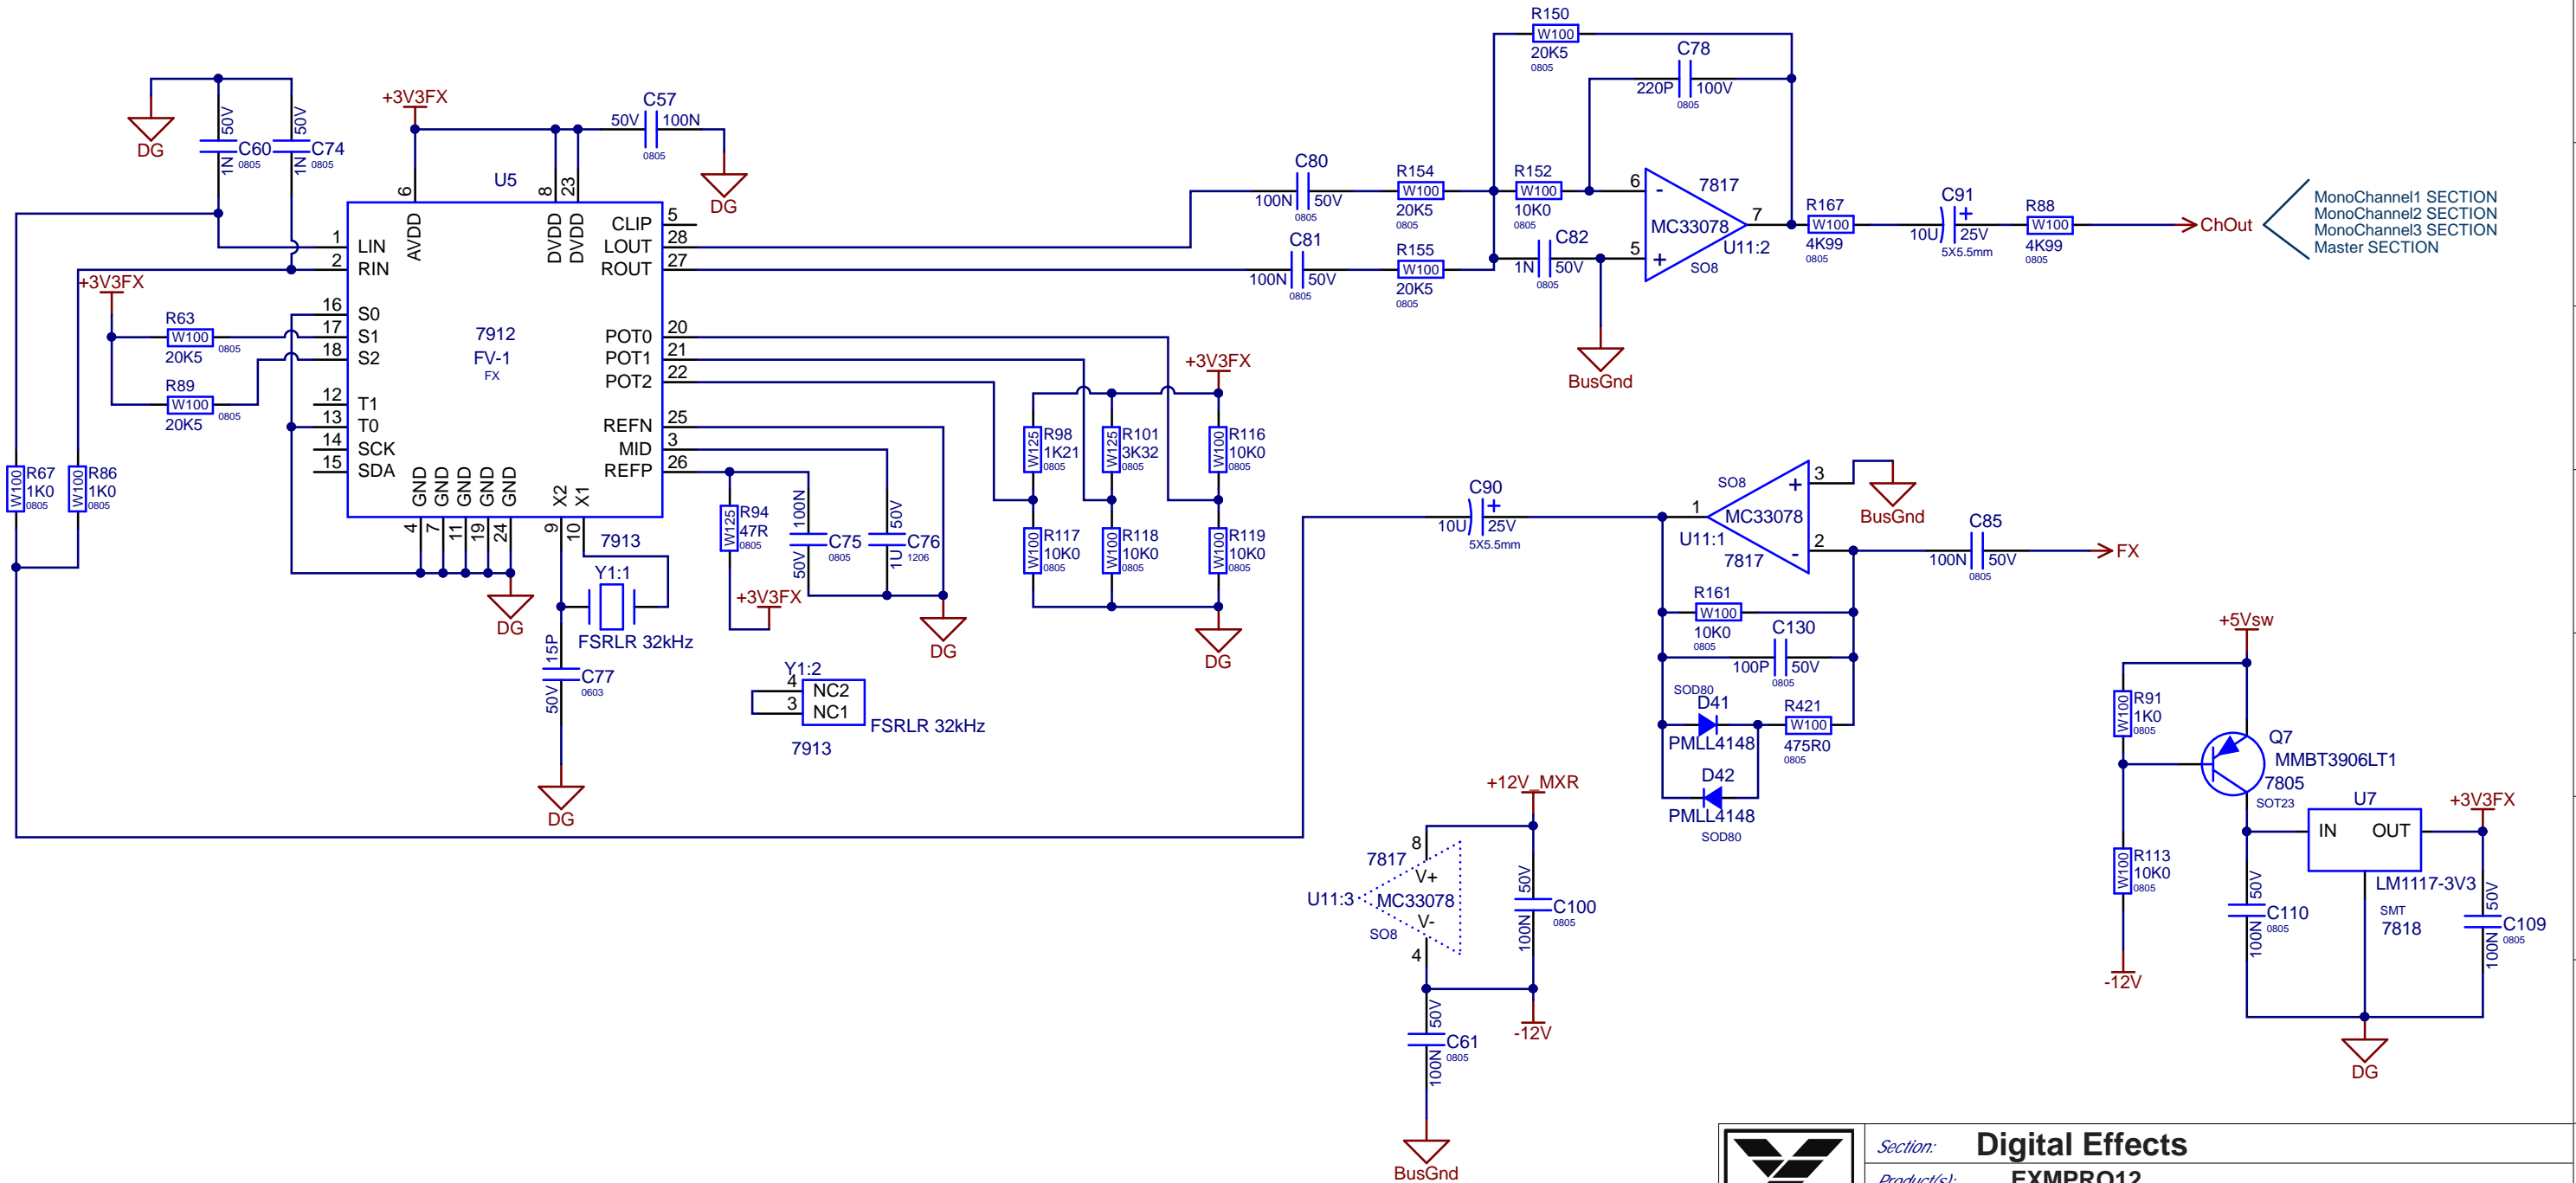 R150
W100
20K5
0805
C78
220P 100V
0805
+3V3FX
C57
50V 100N
0805
DG
DG
50V
C60
0805
1N
50V
C74
0805
1N
U5
6
8
23
AVDD
DVDD
DVDD
1 LIN
2 RIN
16 S0
17 S1
18 S2
12 T1
13 T0
14 SCK
15 SDA
CLIP 5
LOUT 28
ROUT 27
POT0 20
POT1 21
POT2 22
REFN 25
MID 3
REFP 26
7912
FV-1
FX
GND GND GND GND GND
X2 X1
4 7 11 19 24
9 10
+3V3FX
R63
W100
0805
20K5
R89
W100
0805
20K5
R67
W100
1K0
0805
R86
W100
1K0
0805
DG
7913
Y1:1
FSRLR 32kHz
15P
C77
0603
50V
DG
Y1:2
4 NC2
3 NC1
FSRLR 32kHz
7913
R94
W125
47R
0805
+3V3FX
100N
C75
0805
50V
50V
C76
1206
1U
DG
+3V3FX
R98
W125
1K21
0805
R101
W125
3K32
0805
R116
W100
10K0
0805
R117
W100
10K0
0805
R118
W100
10K0
0805
R119
W100
10K0
0805
DG
C80
100N 50V
0805
C81
100N 50V
0805
R154
W100
20K5
0805
R155
W100
20K5
0805
R152
W100
10K0
0805
C82
1N 50V
0805
6 -
5 +
7
7817
MC33078
U11:2
SO8
BusGnd
R167
W100
4K99
0805
C91
+
10U 25V
5X5.5mm
R88
W100
4K99
0805
ChOut
MonoChannel1 SECTION
MonoChannel2 SECTION
MonoChannel3 SECTION
Master SECTION
C90
+
10U 25V
5X5.5mm
SO8
+ 3
1
MC33078
U11:1
- 2
7817
BusGnd
C85
100N 50V
0805
FX
R161
W100
10K0
0805
C130
100P 50V
0805
SOD80
D41
PMLL4148
R421
W100
475R0
0805
D42
PMLL4148
SOD80
+12V_MXR
8
7817
V+
U11:3
MC33078
V-
SO8
4
50V
C100
0805
100N
-12V
50V
C61
0805
100N
BusGnd
+5Vsw
R91
W100
1K0
0805
Q7
MMBT3906LT1
7805
SOT23
R113
W100
10K0
0805
-12V
U7
IN OUT
LM1117-3V3
SMT
7818
+3V3FX
50V
C110
0805
100N
50V
C109
0805
100N
DG
Section: Digital Effects
Product(s): EXMPRO12